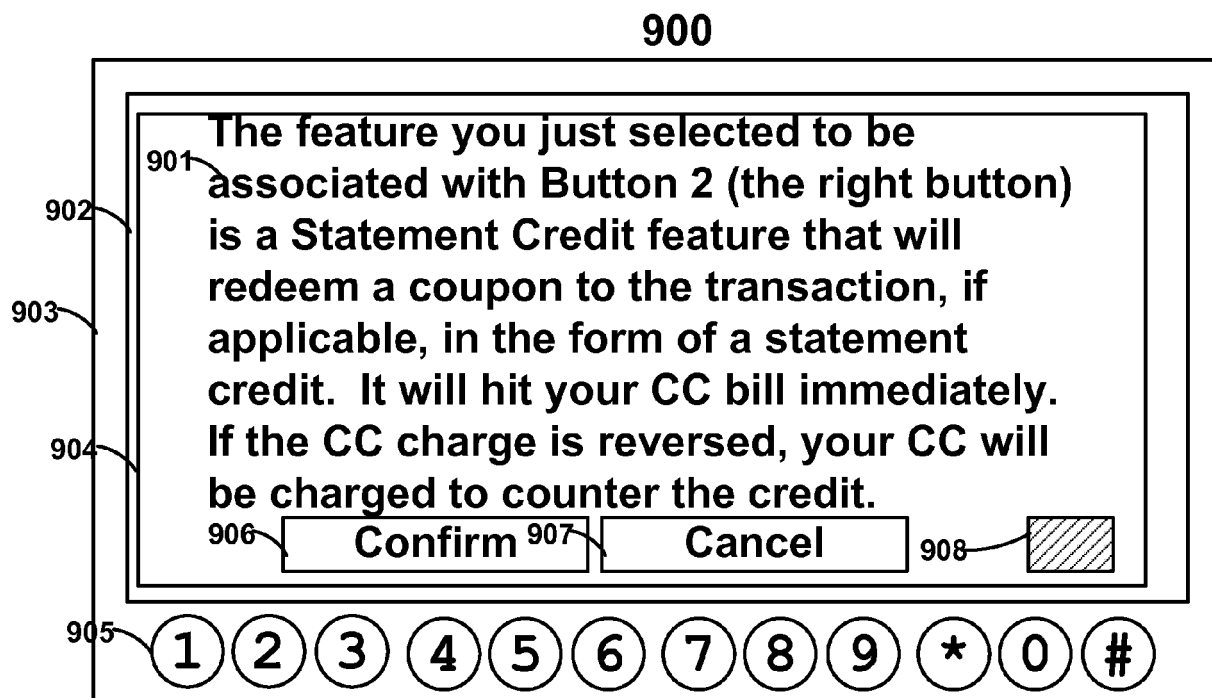 900
The feature you just selected to be
901
associated with Button 2 (the right button)
902
is a Statement Credit feature that will
redeem a coupon to the transaction, if
903
applicable, in the form of a statement
credit.  It will hit your CC bill immediately.
If the CC charge is reversed, your CC will
904
be charged to counter the credit.
906 Confirm 907 Cancel 908
905 1 2 3 4 5 6 7 8 9 * 0 #